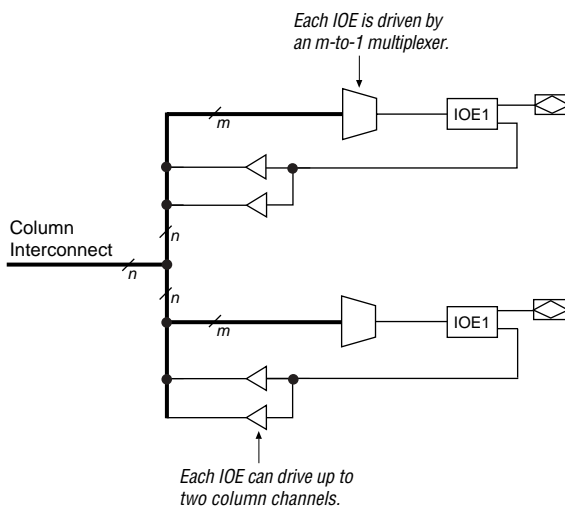 Each IOE is driven by
an m-to-1 multiplexer.
m
IOE1
Column
Interconnect
n
n
n
m
IOE1
Each IOE can drive up to
two column channels.